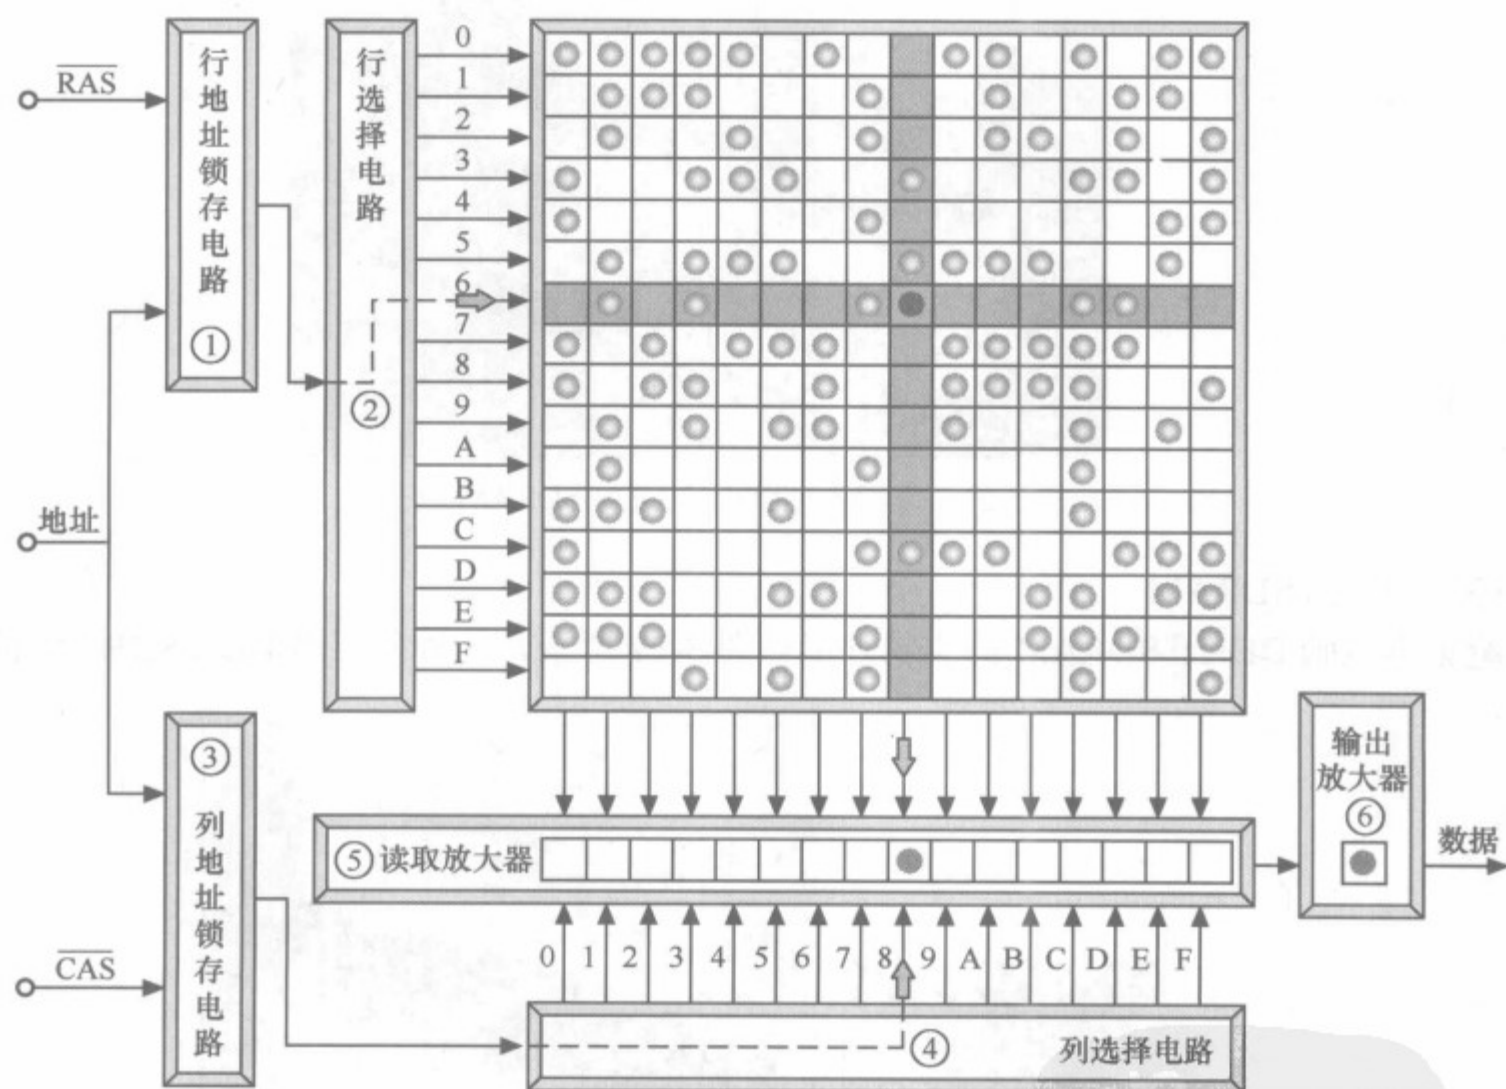 RAS
行地址锁存电路
①
行选择电路
②
0
1
2
3
4
5
6
7
8
9
A
B
C
D
E
F
地址
③
列地址锁存电路
CAS
⑤ 读取放大器
输出
放大器
⑥
数据
0 1 2 3 4 5 6 7 8 9 A B C D E F
④
列选择电路